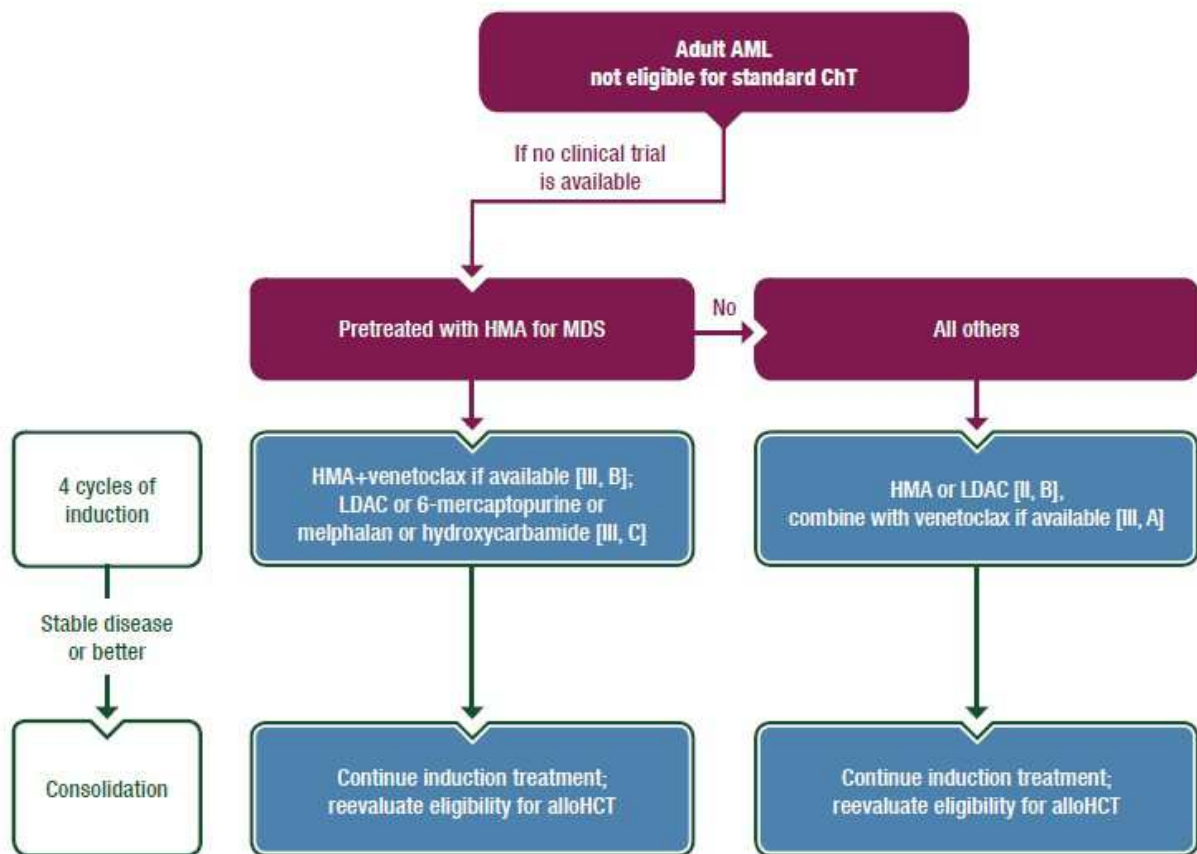 Adult AML
not eligible for standard ChT
If no clinical trial
is available
Pretreated with HMA for MDS
No
All others
4 cycles of
induction
HMA+venetoclax if available [III, B];
LDAC or 6-mercaptopurine or
melphalan or hydroxycarbamide [III, C]
HMA or LDAC [II, B],
combine with venetoclax if available [III, A]
Stable disease
or better
Consolidation
Continue induction treatment;
reevaluate eligibility for alloHCT
Continue induction treatment;
reevaluate eligibility for alloHCT